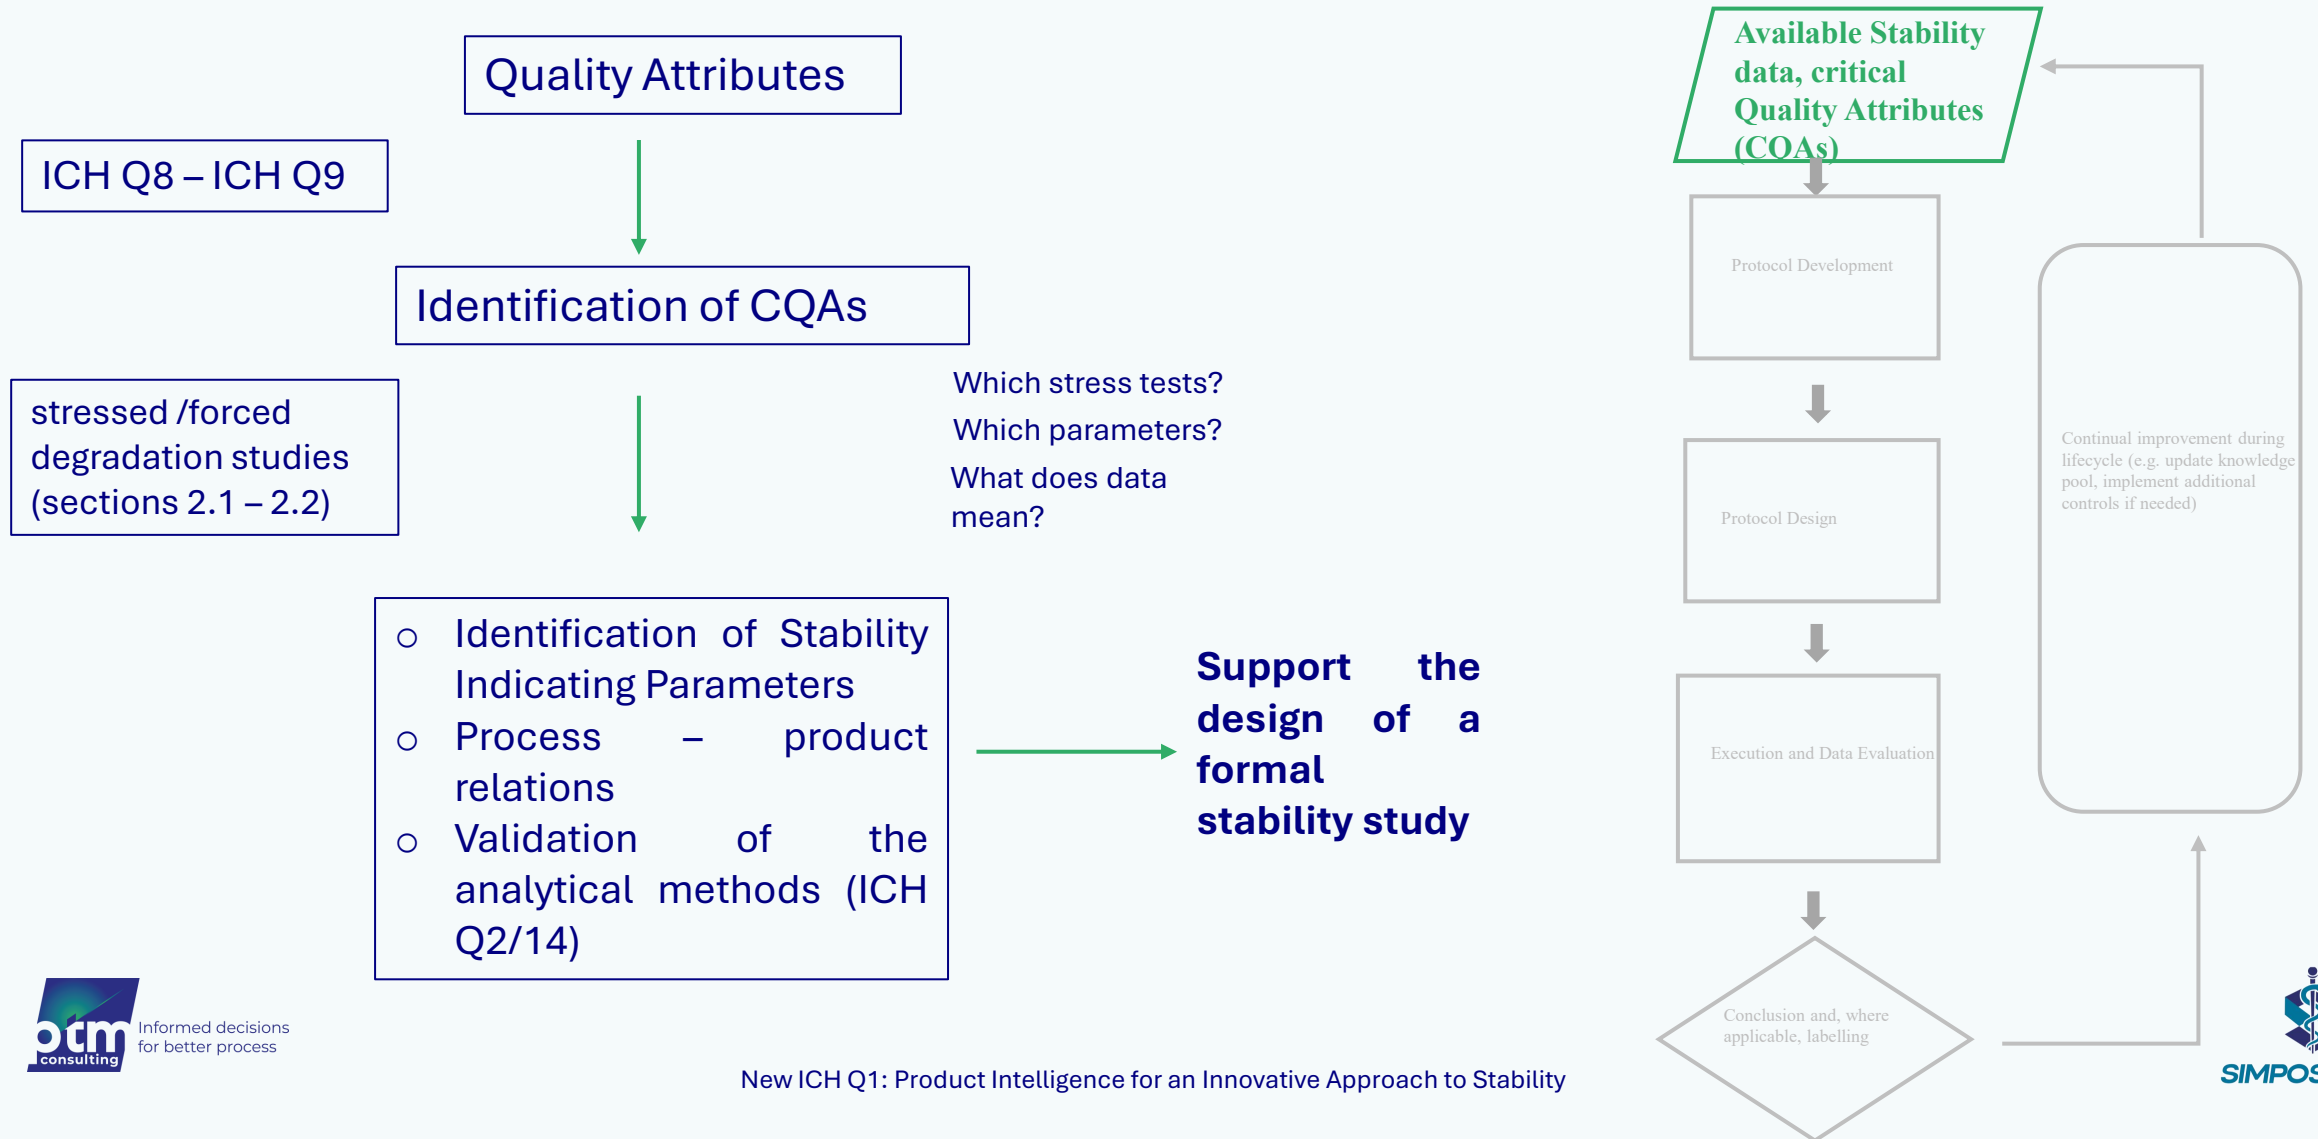 Quality Attributes
ICH Q8 – ICH Q9
Identification of CQAs
stressed /forced
degradation studies
(sections 2.1 – 2.2)
Which stress tests?
Which parameters?
What does data
mean?
○ Identification of Stability
Indicating Parameters
○ Process – product
relations
○ Validation of the
analytical methods (ICH
Q2/14)
Support the
design of a
formal
stability study
Available Stability
data, critical
Quality Attributes
(CQAs)
Protocol Development
Protocol Design
Execution and Data Evaluation
Conclusion and, where
applicable, labelling
Continual improvement during
lifecycle (e.g. update knowledge
pool, implement additional
controls if needed)
ptm
consulting
Informed decisions
for better process
New ICH Q1: Product Intelligence for an Innovative Approach to Stability